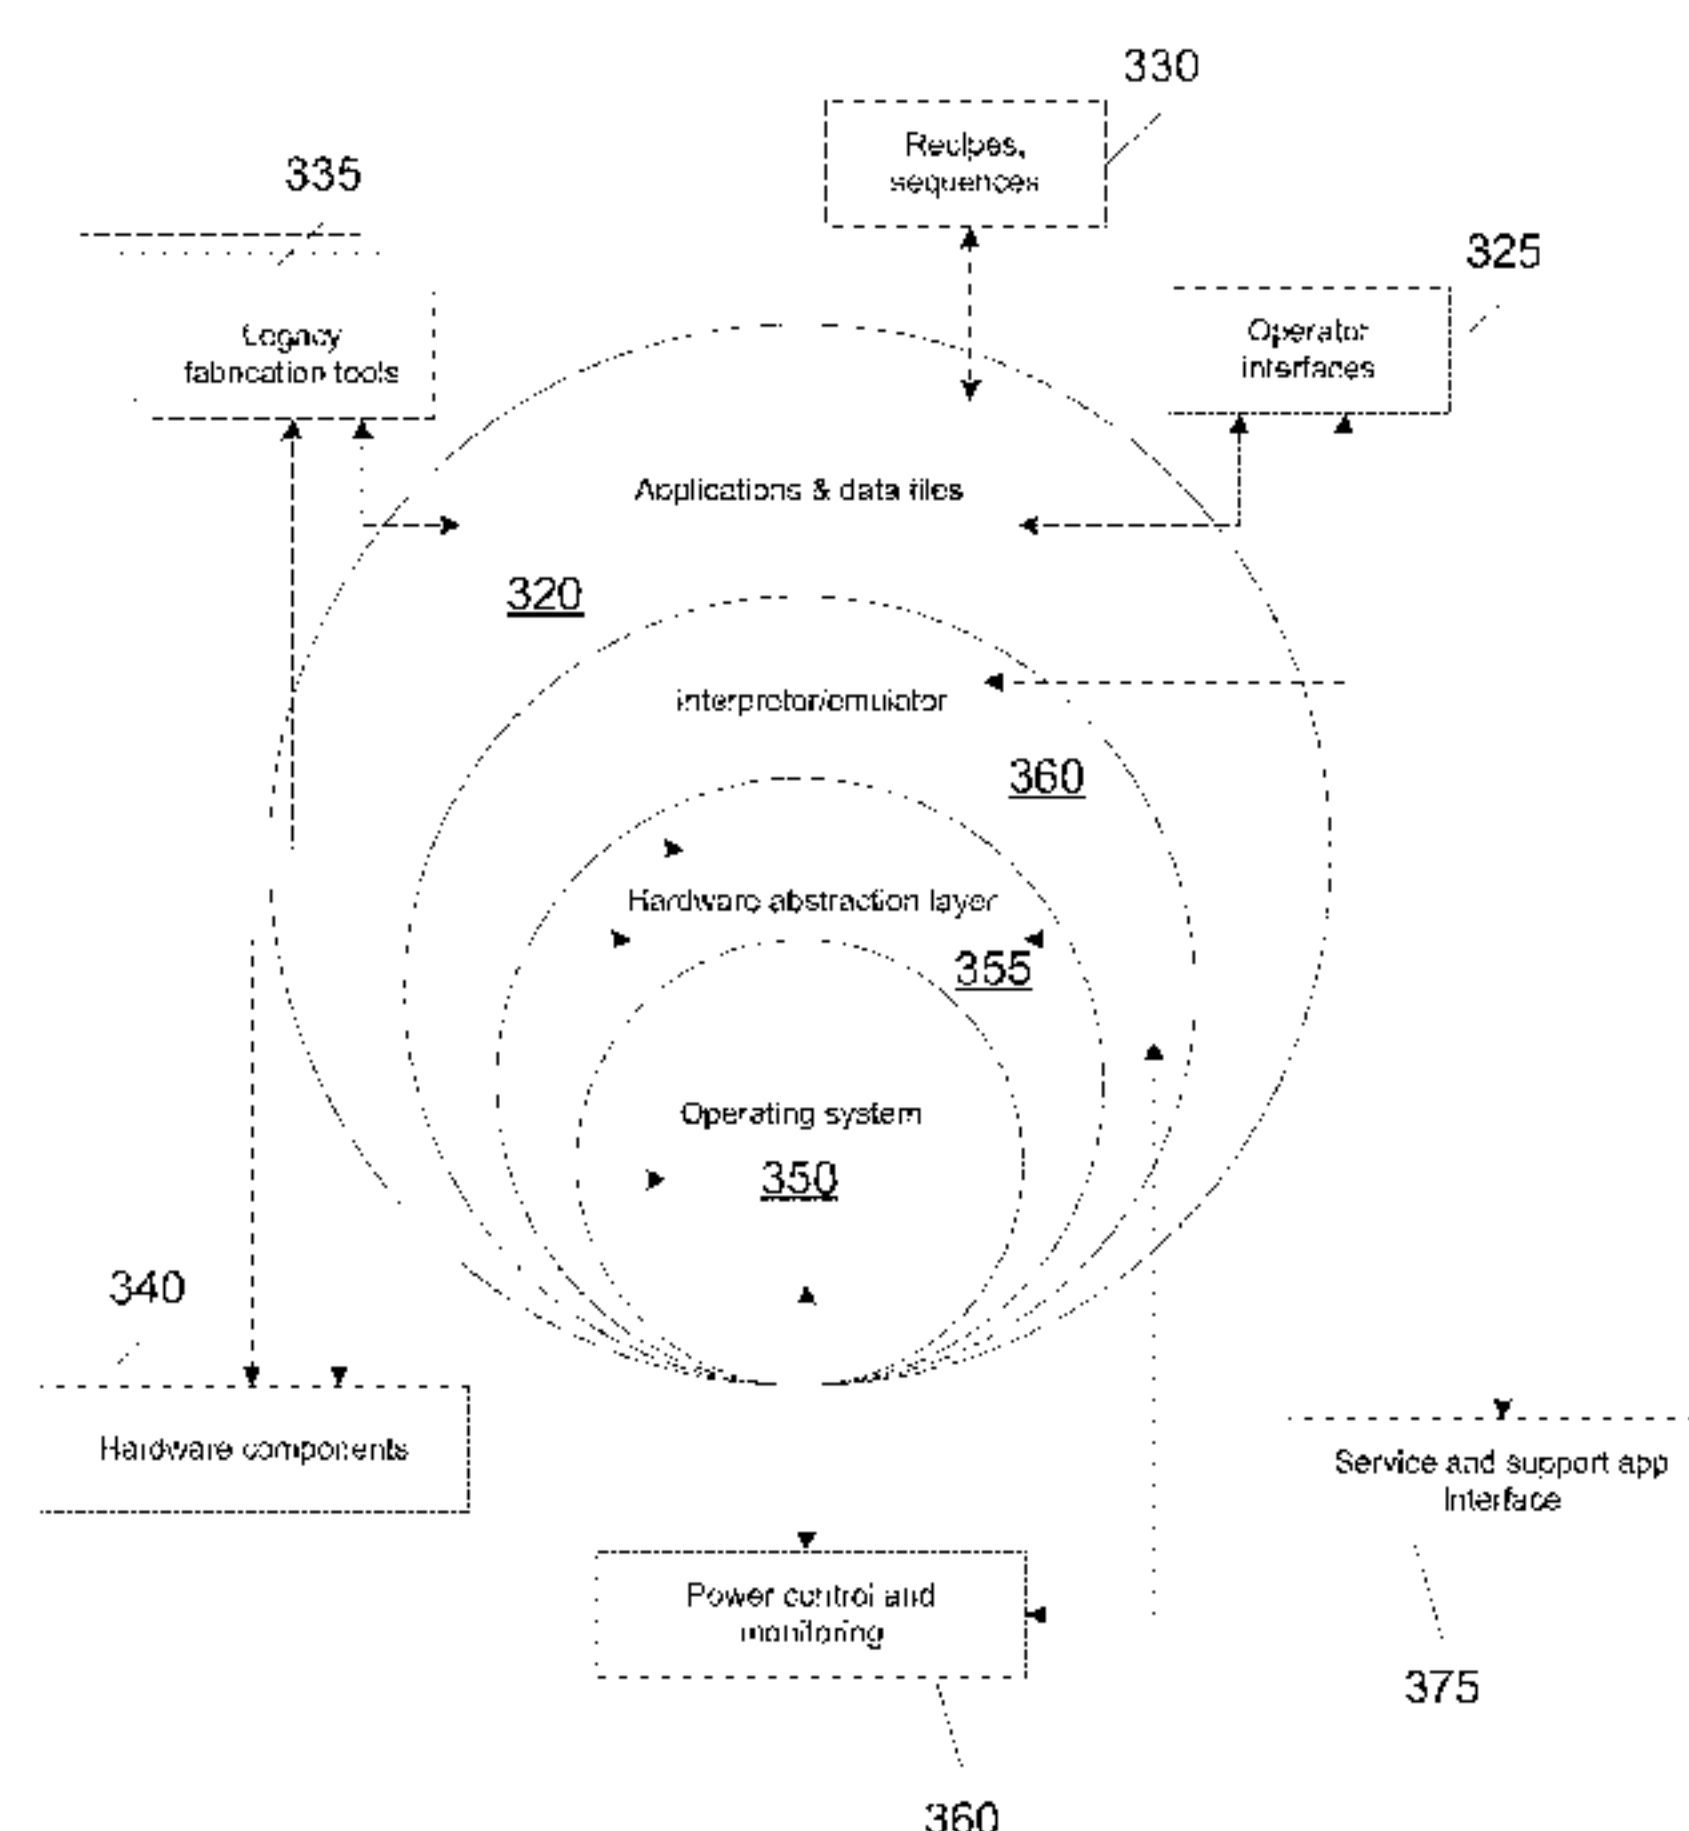 330
Recipes,
sequences
335
325
Legacy
fabrication tools
Operator
interfaces
Applications & data files
320
interpreter/emulator
360
Hardware abstraction layer
355
Operating system
350
340
Hardware components
Service and support app
Interface
Power control and
monitoring
375
360